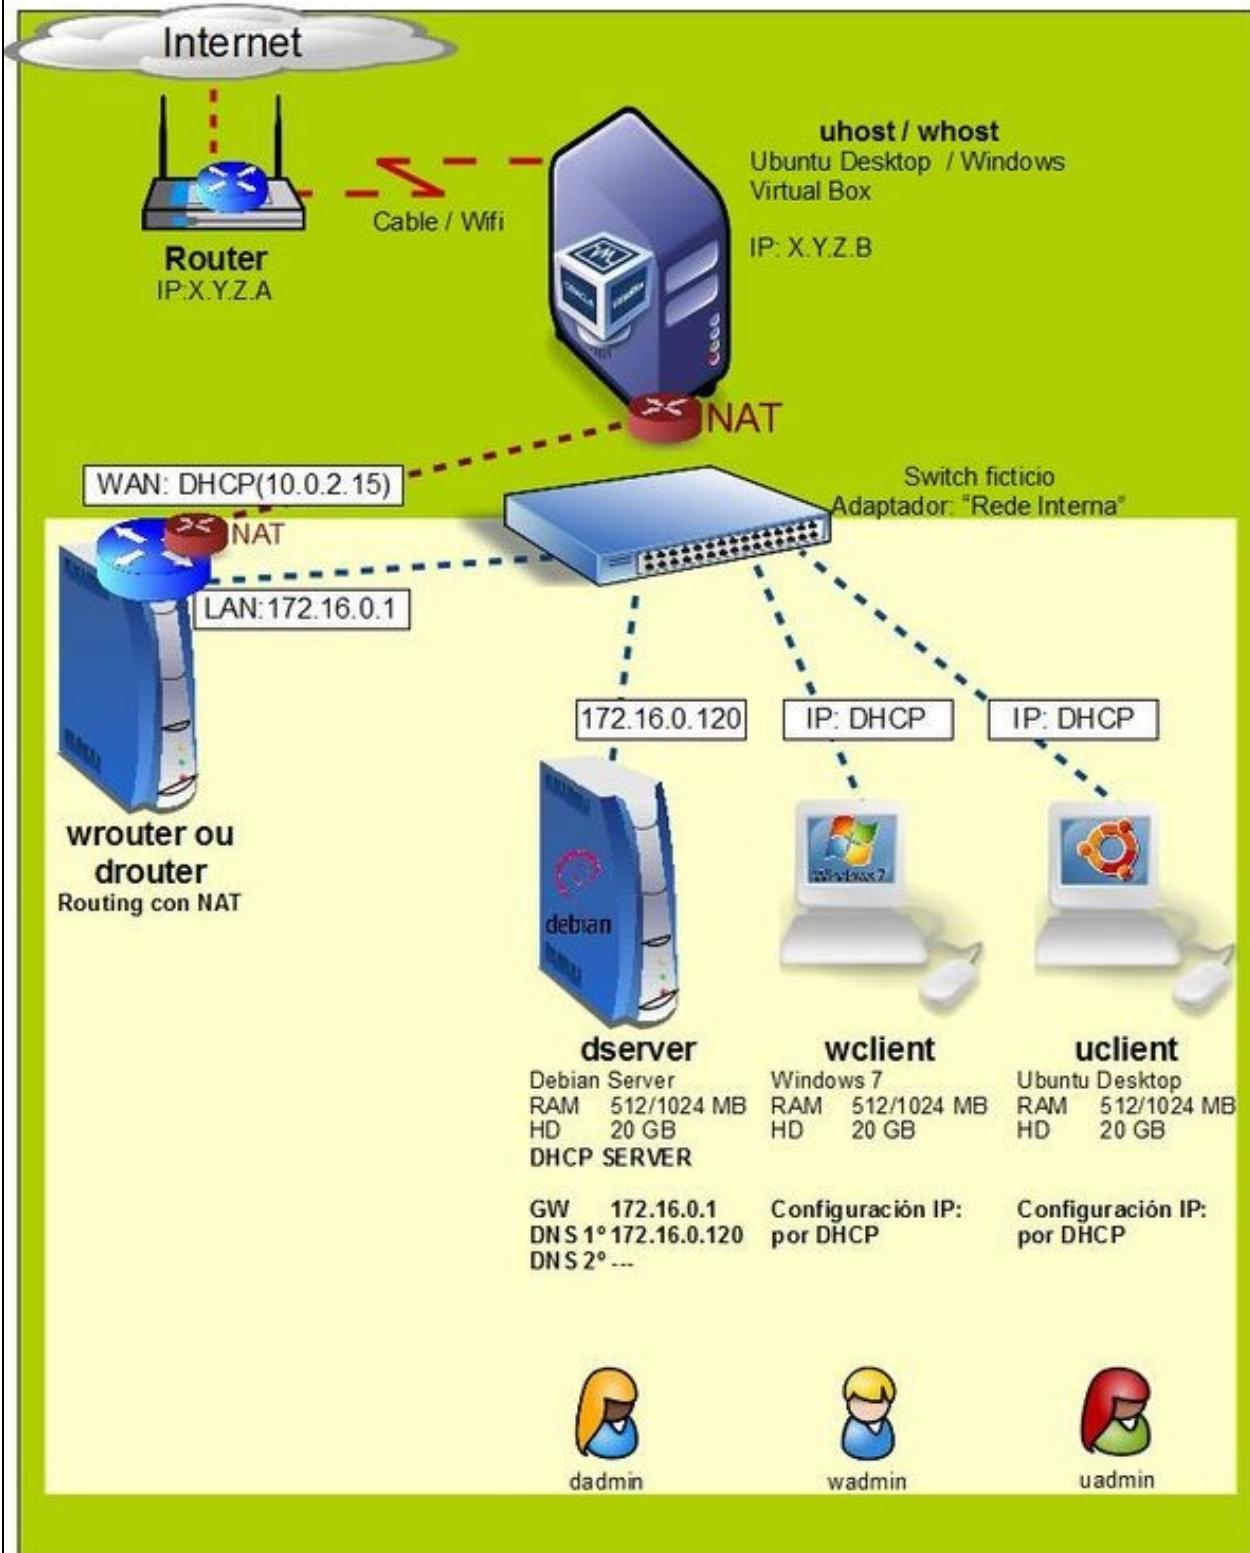 Internet
Router
IP:X.Y.Z.A
Cable / Wifi
uhost / whost
Ubuntu Desktop / Windows
Virtual Box
IP: X.Y.Z.B
NAT
WAN: DHCP(10.0.2.15)
NAT
LAN:172.16.0.1
Switch ficticio
Adaptador: “Rede Interna”
172.16.0.120
IP: DHCP
IP: DHCP
wrouter ou
drouter
Routing con NAT
debian
Windows 7
dserver
Debian Server
RAM 512/1024 MB
HD 20 GB
DHCP SERVER
GW 172.16.0.1
DNS 1º 172.16.0.120
DNS 2º ---
wclient
Windows 7
RAM 512/1024 MB
HD 20 GB
Configuración IP:
por DHCP
uclient
Ubuntu Desktop
RAM 512/1024 MB
HD 20 GB
Configuración IP:
por DHCP
dadmin
wadmin
uadmin